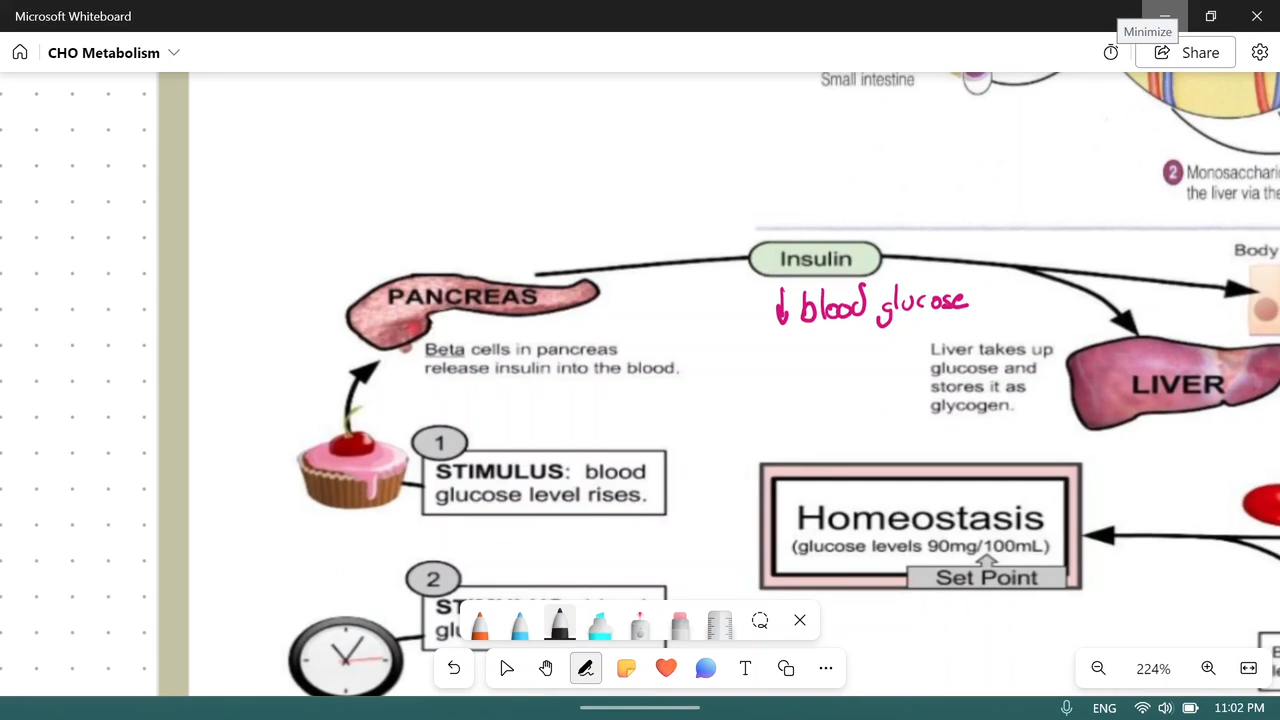 Microsoft Whiteboard
Minimize
CHO Metabolism
Share
Small intestine
2 Monosacchari
the liver via the
Insulin
Body
PANCREAS
↓ blood glucose
Beta cells in pancreas
release insulin into the blood.
Liver takes up
glucose and
stores it as
glycogen.
LIVER
1
STIMULUS: blood
glucose level rises.
Homeostasis
(glucose levels 90mg/100mL)
Set Point
2
224%
ENG
11:02 PM